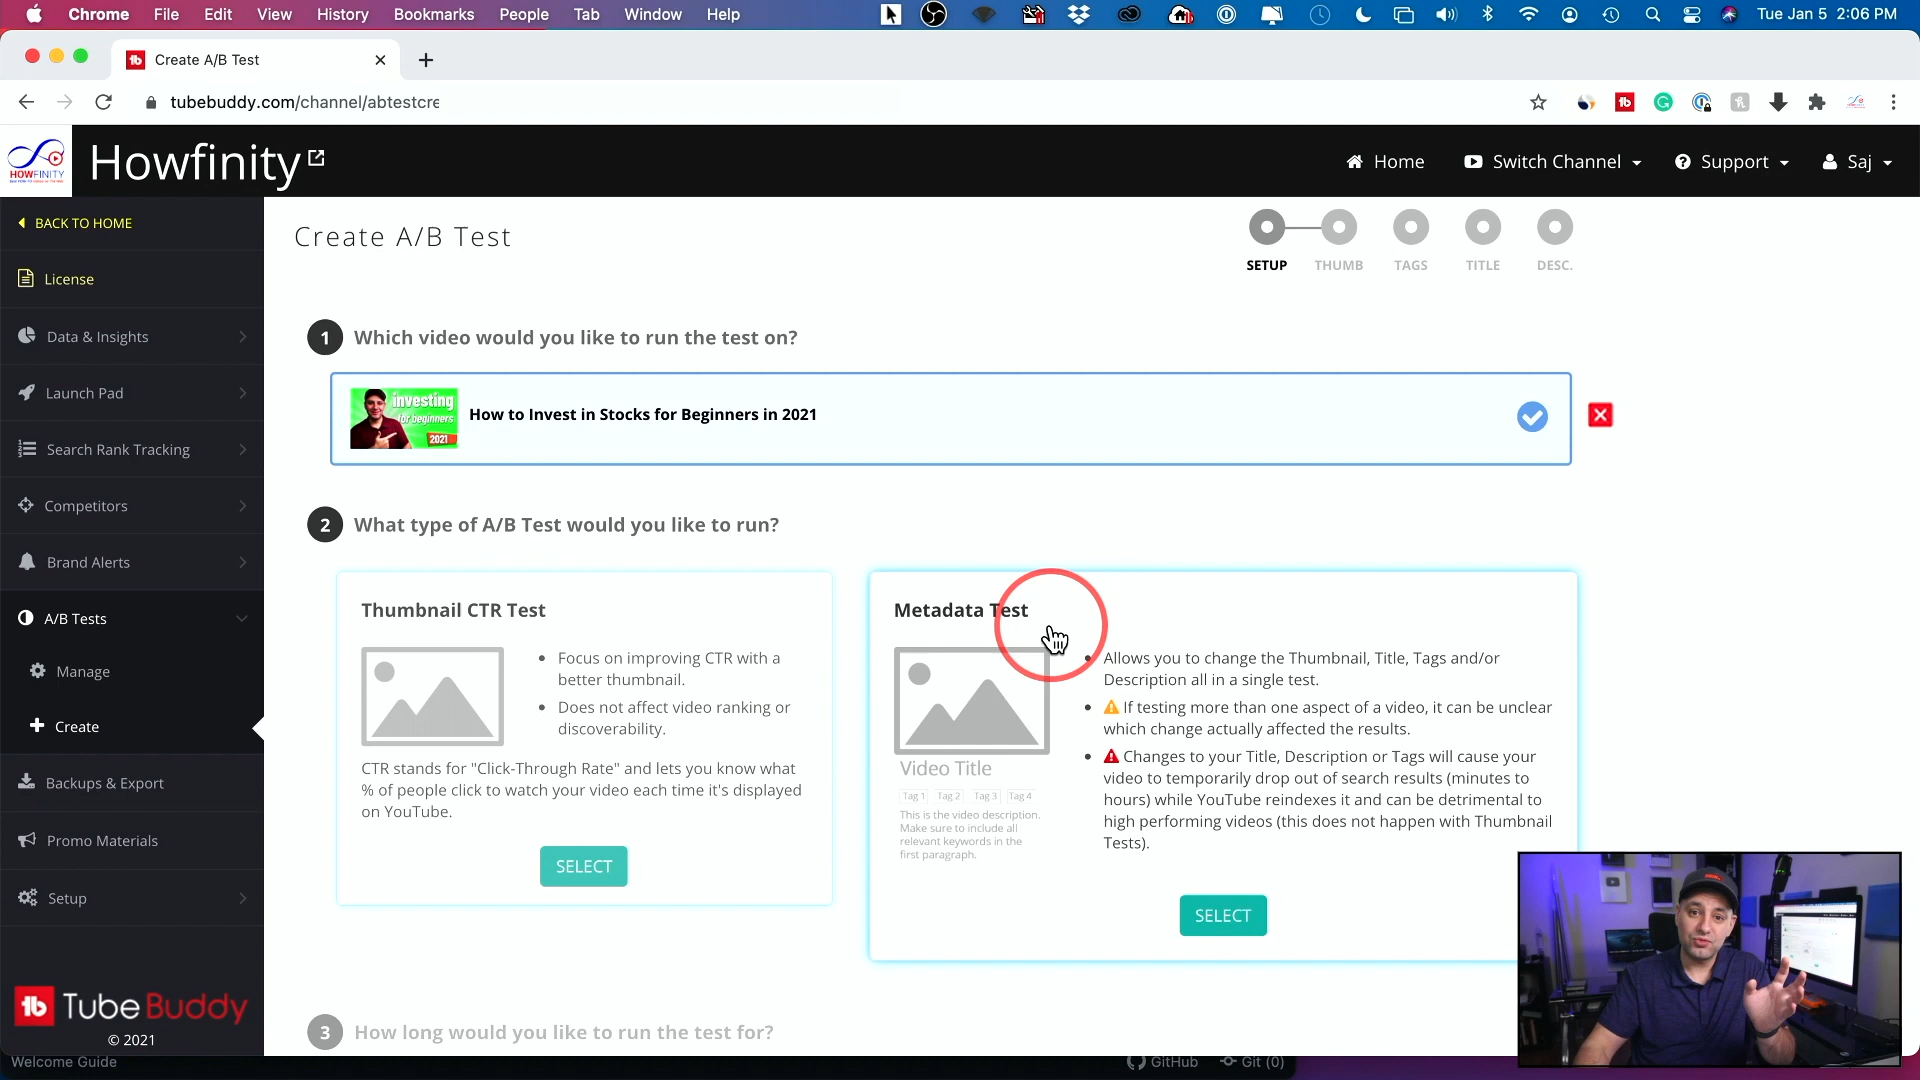 Chrome File Edit View History Bookmarks People Tab Window Help Tue Jan 5 2:06 PM
Create A/B Test
tubebuddy.com/channel/abtestcre
HOWFINITY
Howfinity
Home Switch Channel Support Saj
BACK TO HOME
License
Data & Insights
Launch Pad
Search Rank Tracking
Competitors
Brand Alerts
A/B Tests
Manage
Create
Backups & Export
Promo Materials
Setup
TubeBuddy
© 2021
Create A/B Test
SETUP THUMB TAGS TITLE DESC.
1 Which video would you like to run the test on?
investing
for beginners
2021
How to Invest in Stocks for Beginners in 2021
2 What type of A/B Test would you like to run?
Thumbnail CTR Test
• Focus on improving CTR with a
better thumbnail.
• Does not affect video ranking or
discoverability.
CTR stands for "Click-Through Rate" and lets you know what
% of people click to watch your video each time it's displayed
on YouTube.
SELECT
Metadata Test
Video Title
Tag 1 Tag 2 Tag 3 Tag 4
This is the video description.
Make sure to include all
relevant keywords in the
first paragraph.
• Allows you to change the Thumbnail, Title, Tags and/or
Description all in a single test.
• If testing more than one aspect of a video, it can be unclear
which change actually affected the results.
• Changes to your Title, Description or Tags will cause your
video to temporarily drop out of search results (minutes to
hours) while YouTube reindexes it and can be detrimental to
high performing videos (this does not happen with Thumbnail
Tests).
SELECT
3 How long would you like to run the test for?
Welcome Guide GitHub Git (0)